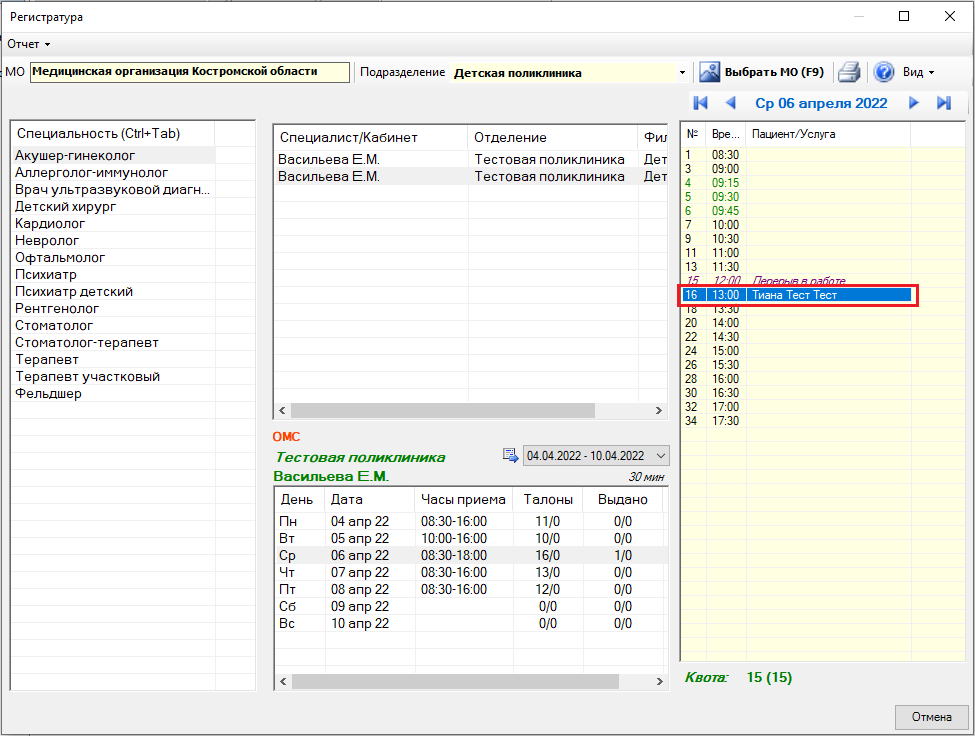 Регистратура
Отчет
МО Медицинская организация Костромской области Подразделение Детская поликлиника Выбрать МО (F9) Вид
Ср 06 апреля 2022
Специальность (Ctrl+Tab)
Акушер-гинеколог
Аллерголог-иммунолог
Врач ультразвуковой диагн...
Детский хирург
Кардиолог
Невролог
Офтальмолог
Психиатр
Психиатр детский
Рентгенолог
Стоматолог
Стоматолог-терапевт
Терапевт
Терапевт участковый
Фельдшер
Специалист/Кабинет Отделение Фил
Васильева Е.М. Тестовая поликлиника Дет
Васильева Е.М. Тестовая поликлиника Дет
ОМС
Тестовая поликлиника 04.04.2022 - 10.04.2022
Васильева Е.М. 30 мин
День Дата Часы приема Талоны Выдано
Пн 04 апр 22 08:30-16:00 11/0 0/0
Вт 05 апр 22 10:00-16:00 10/0 0/0
Ср 06 апр 22 08:30-18:00 16/0 1/0
Чт 07 апр 22 08:30-16:00 13/0 0/0
Пт 08 апр 22 08:30-16:00 12/0 0/0
Сб 09 апр 22 0/0 0/0
Вс 10 апр 22 0/0 0/0
№ Вре... Пациент/Услуга
1 08:30
3 09:00
4 09:15
5 09:30
6 09:45
7 10:00
9 10:30
11 11:00
13 11:30
15 12:00 Перерыв в работе
16 13:00 Тиана Тест Тест
18 13:30
20 14:00
22 14:30
24 15:00
26 15:30
28 16:00
30 16:30
32 17:00
34 17:30
Квота: 15 (15)
Отмена